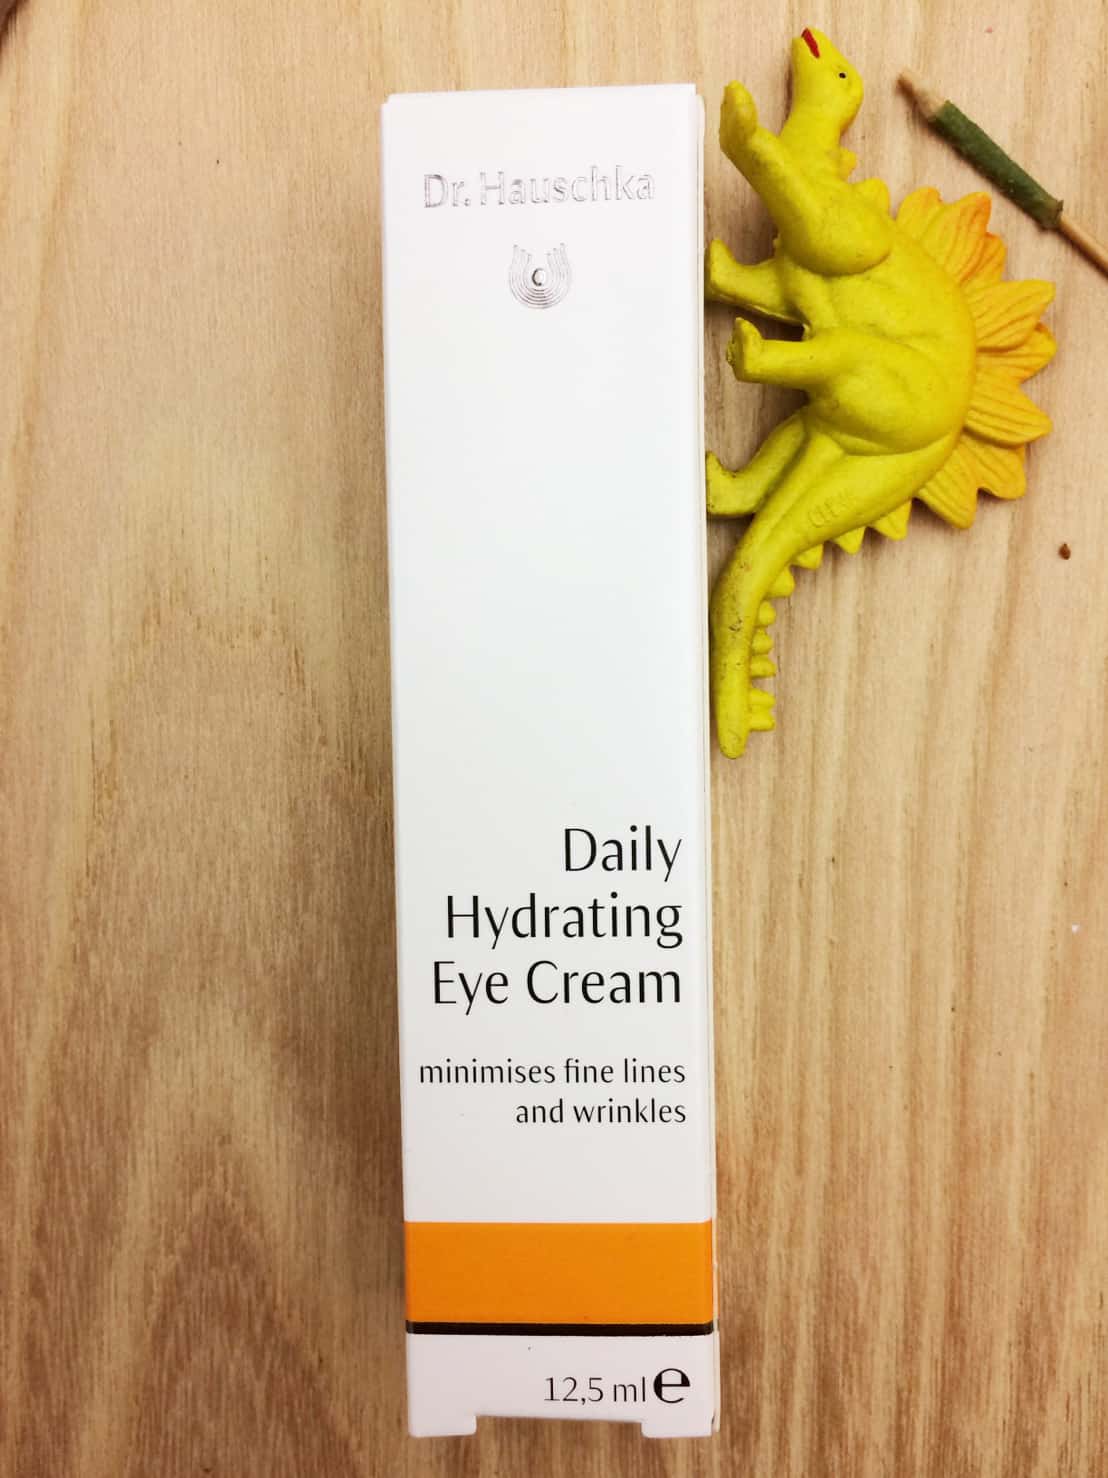 Dr. Hauschka
Daily
Hydrating
Eye Cream
minimises fine lines
and wrinkles
12,5 ml e